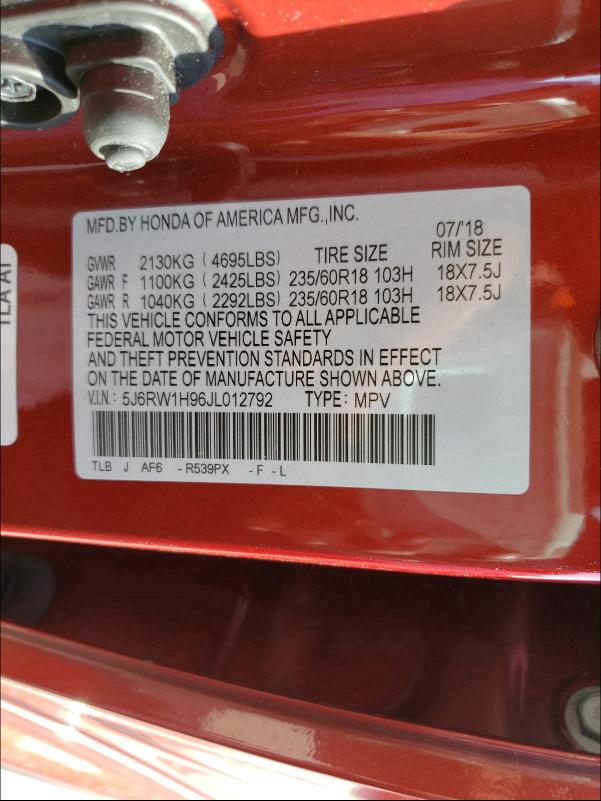 MFD.BY HONDA OF AMERICA MFG.,INC.
07/'18
GVWR 2130KG (4695LBS) TIRE SIZE RIM SIZE
GAWR F 1100KG (2425LBS) 235/60R18 103H 18X7.5J
GAWR R 1040KG (2292LBS) 235/60R18 103H 18X7.5J
THIS VEHICLE CONFORMS TO ALL APPLICABLE
FEDERAL MOTOR VEHICLE SAFETY
AND THEFT PREVENTION STANDARDS IN EFFECT
ON THE DATE OF MANUFACTURE SHOWN ABOVE.
V.I.N.: 5J6RW1H96JL012792 TYPE: MPV
TLB J AF6 - R539PX - F - L
TLA A1